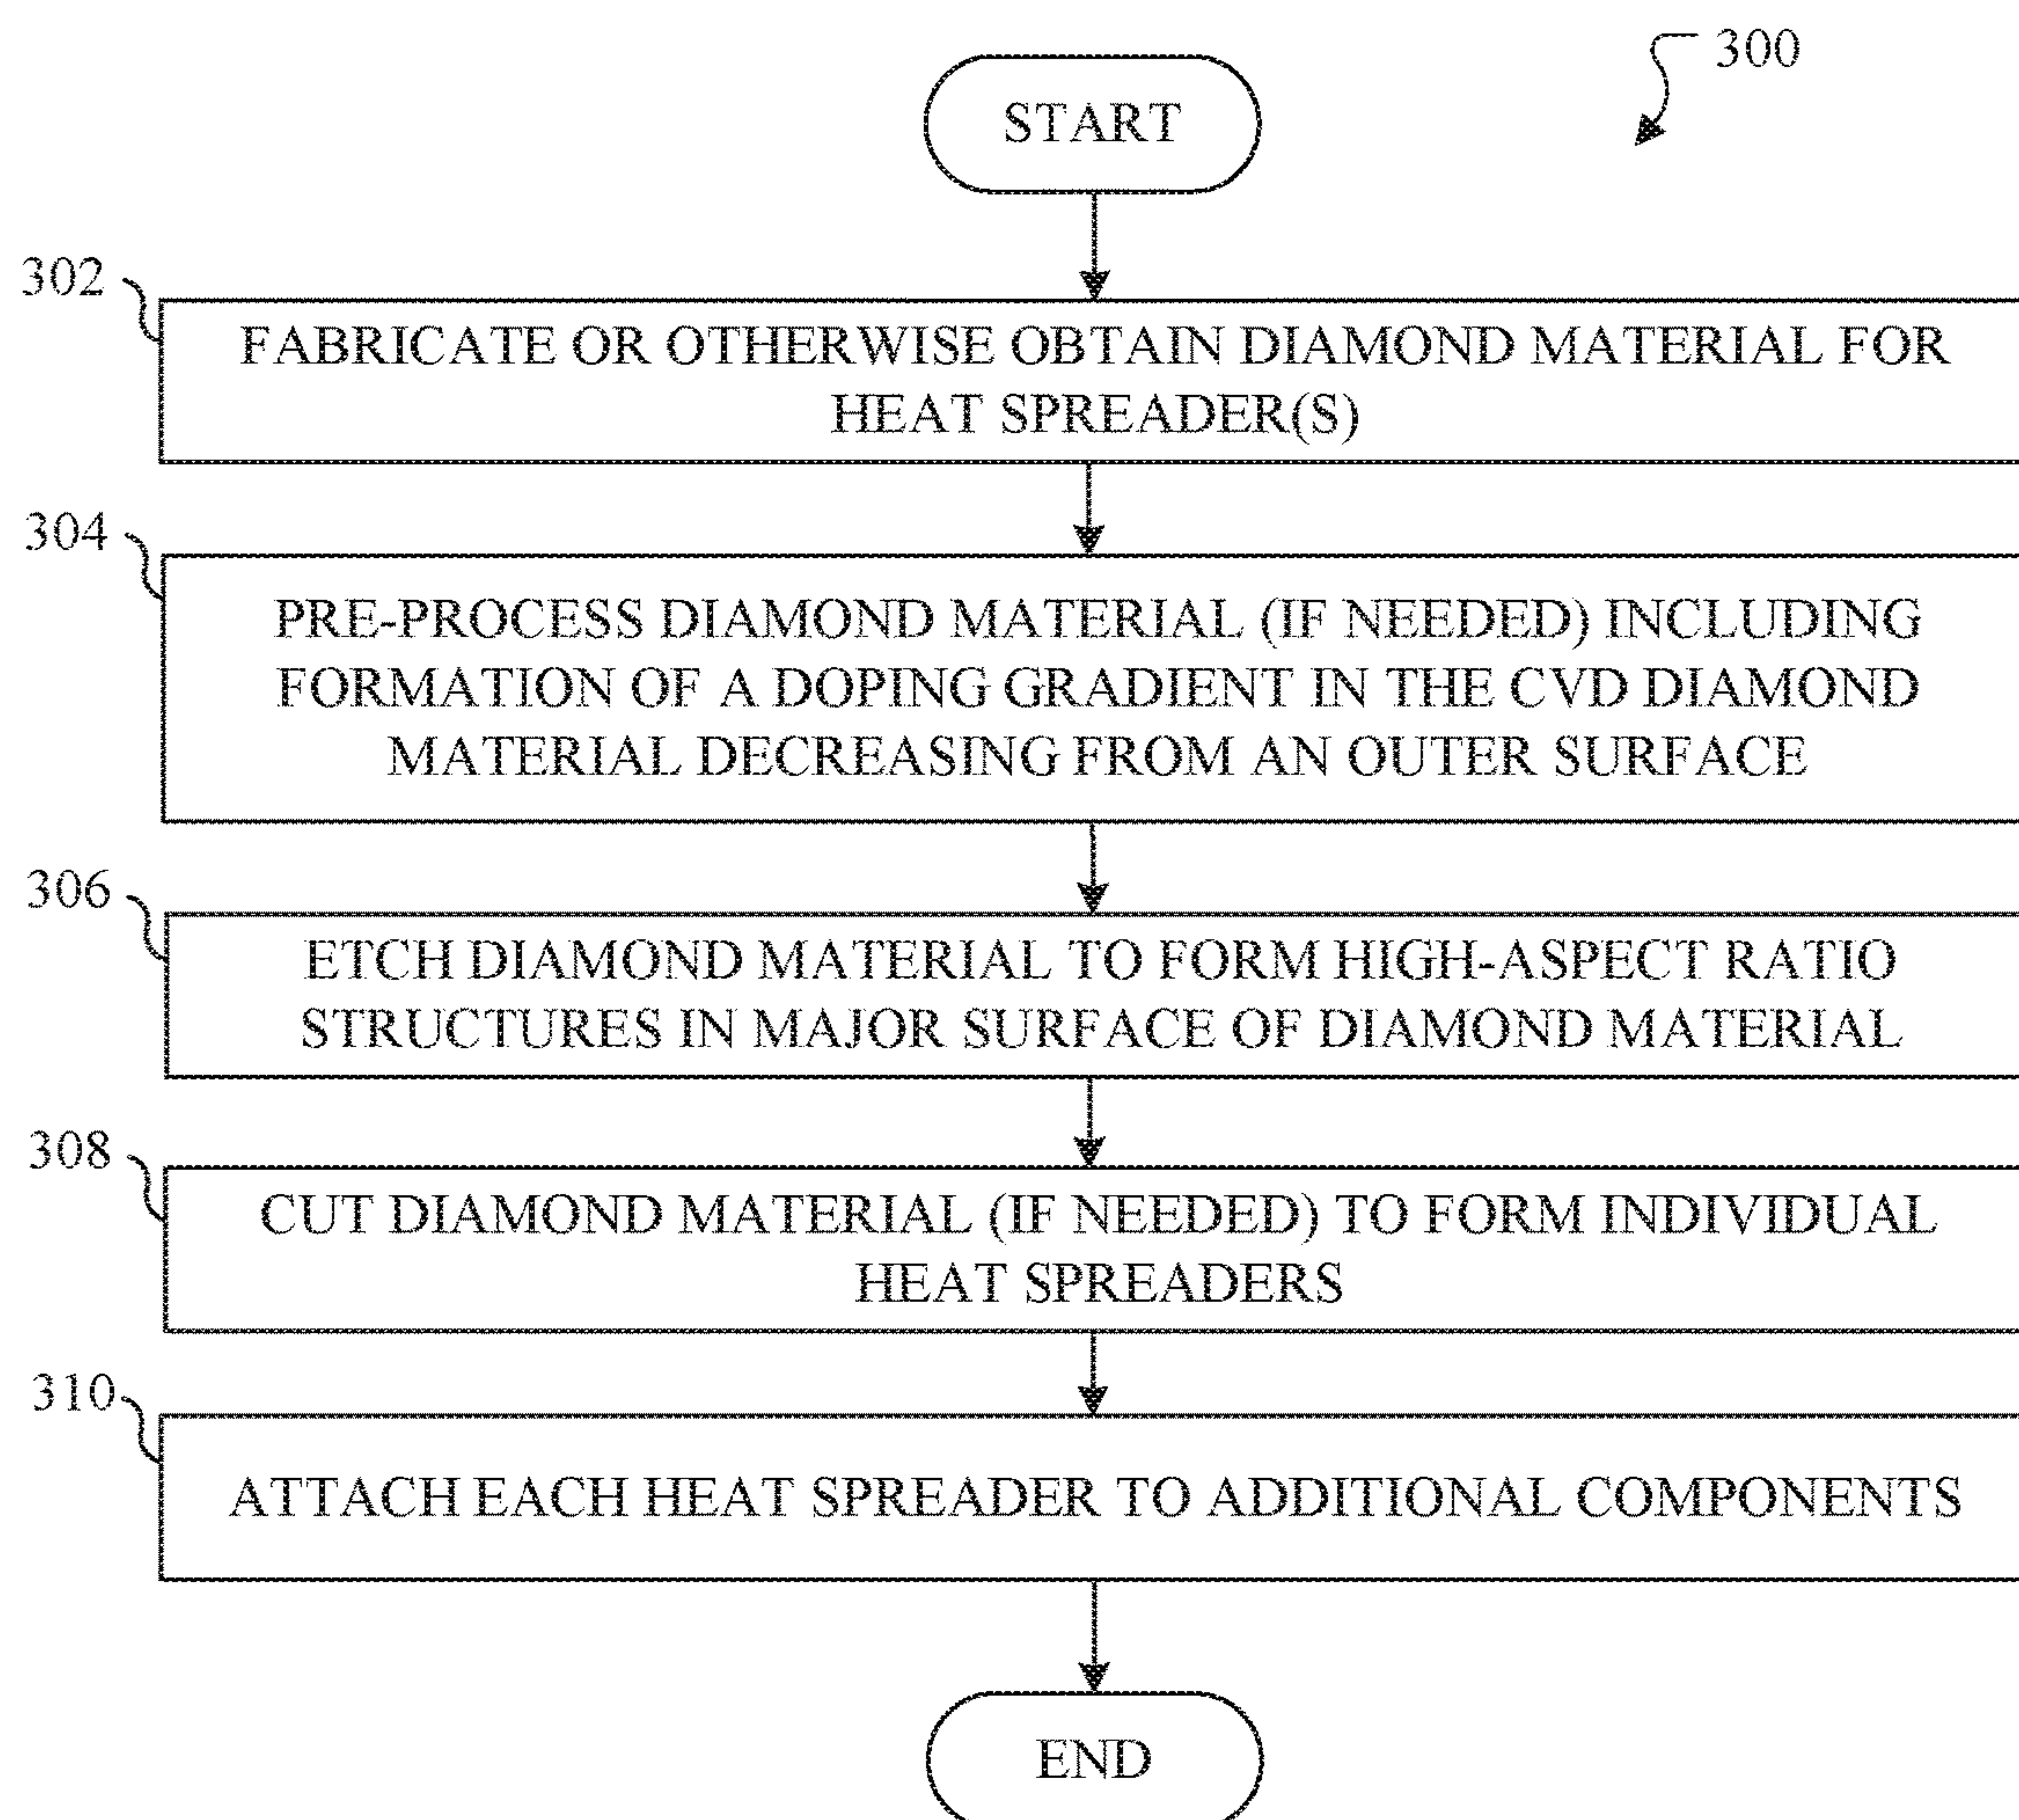 300
START
302
FABRICATE OR OTHERWISE OBTAIN DIAMOND MATERIAL FOR
HEAT SPREADER(S)
304
PRE-PROCESS DIAMOND MATERIAL (IF NEEDED) INCLUDING
FORMATION OF A DOPING GRADIENT IN THE CVD DIAMOND
MATERIAL DECREASING FROM AN OUTER SURFACE
306
ETCH DIAMOND MATERIAL TO FORM HIGH-ASPECT RATIO
STRUCTURES IN MAJOR SURFACE OF DIAMOND MATERIAL
308
CUT DIAMOND MATERIAL (IF NEEDED) TO FORM INDIVIDUAL
HEAT SPREADERS
310
ATTACH EACH HEAT SPREADER TO ADDITIONAL COMPONENTS
END